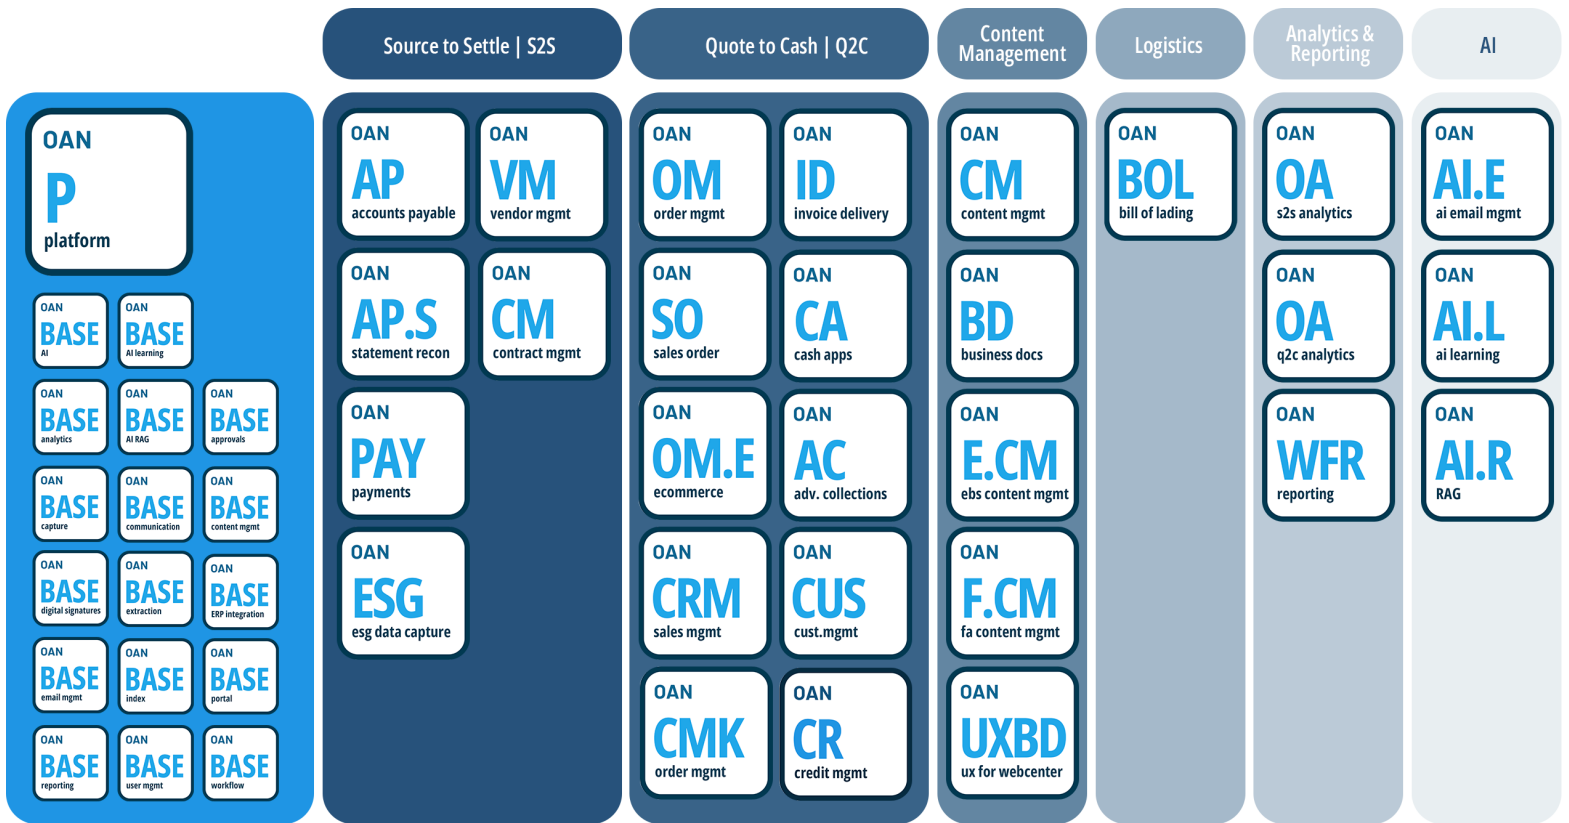 Source to Settle | S2S
Quote to Cash | Q2C
Content
Management
Logistics
Analytics &
Reporting
AI
OAN
P
platform
OAN
BASE
AI
OAN
BASE
AI learning
OAN
BASE
analytics
OAN
BASE
AI RAG
OAN
BASE
approvals
OAN
BASE
capture
OAN
BASE
communication
OAN
BASE
content mgmt
OAN
BASE
digital signatures
OAN
BASE
extraction
OAN
BASE
ERP integration
OAN
BASE
email mgmt
OAN
BASE
index
OAN
BASE
portal
OAN
BASE
reporting
OAN
BASE
user mgmt
OAN
BASE
workflow
OAN
AP
accounts payable
OAN
VM
vendor mgmt
OAN
AP.S
statement recon
OAN
CM
contract mgmt
OAN
PAY
payments
OAN
ESG
esg data capture
OAN
OM
order mgmt
OAN
ID
invoice delivery
OAN
SO
sales order
OAN
CA
cash apps
OAN
OM.E
ecommerce
OAN
AC
adv. collections
OAN
CRM
sales mgmt
OAN
CUS
cust.mgmt
OAN
CMK
order mgmt
OAN
CR
credit mgmt
OAN
CM
content mgmt
OAN
BD
business docs
OAN
E.CM
ebs content mgmt
OAN
F.CM
fa content mgmt
OAN
UXBD
ux for webcenter
OAN
BOL
bill of lading
OAN
OA
s2s analytics
OAN
OA
q2c analytics
OAN
WFR
reporting
OAN
AI.E
ai email mgmt
OAN
AI.L
ai learning
OAN
AI.R
RAG